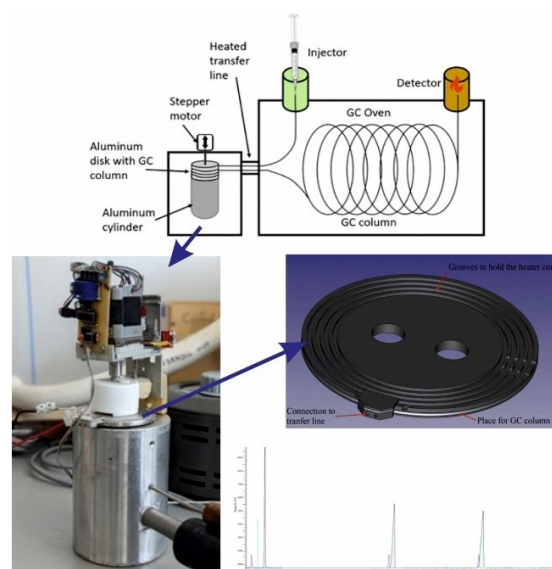 Heated
transfer
line
Injector
Detector
Stepper
motor
GC Oven
Aluminum
disk with GC
column
Aluminum
cylinder
GC column
Grooves to hold the heater
Connection to
tranfer line
Place for GC column